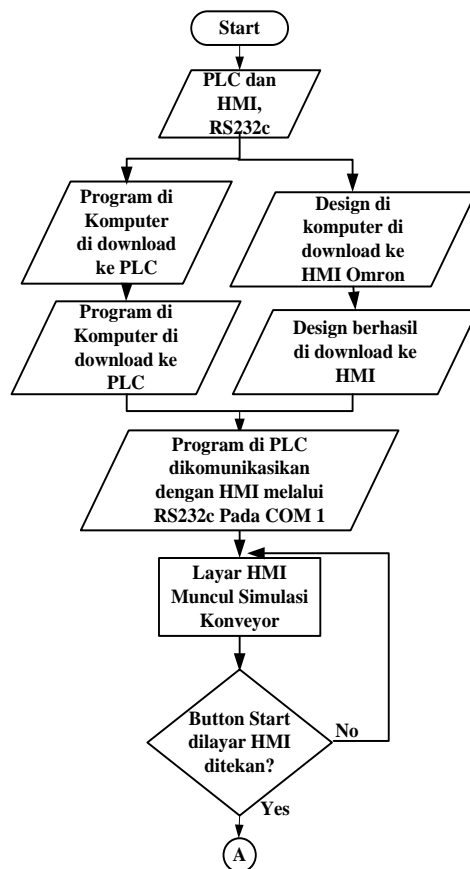 Start
PLC dan
HMI,
RS232c
Program di
Komputer
di download
ke PLC
Design di
komputer di
download ke
HMI Omron
Program di
Komputer di
download ke
PLC
Design berhasil
di download ke
HMI
Program di PLC
dikomunikasikan
dengan HMI melalui
RS232c Pada COM 1
Layar HMI
Muncul Simulasi
Konveyor
Button Start
dilayar HMI
ditekan?
No
Yes
A